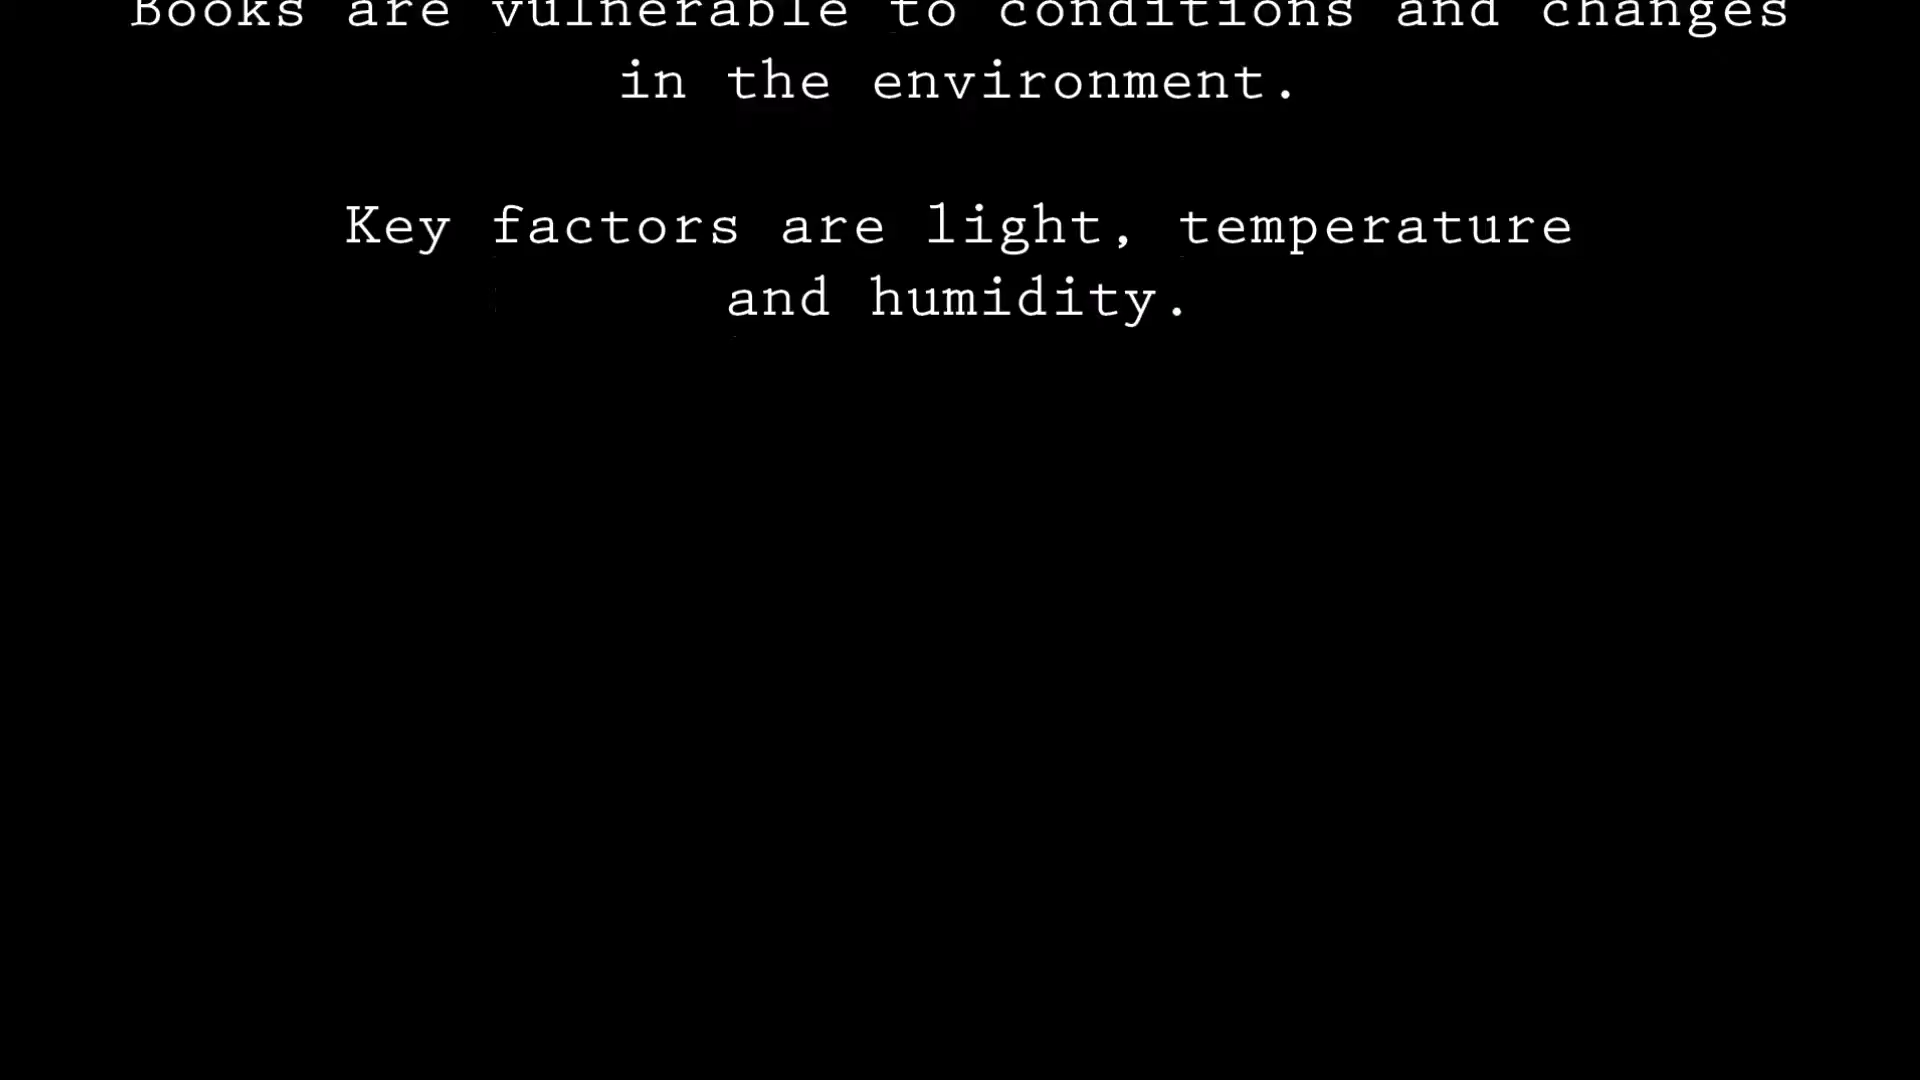 Books are vulnerable to conditions and changes
in the environment.
Key factors are light, temperature
and humidity.